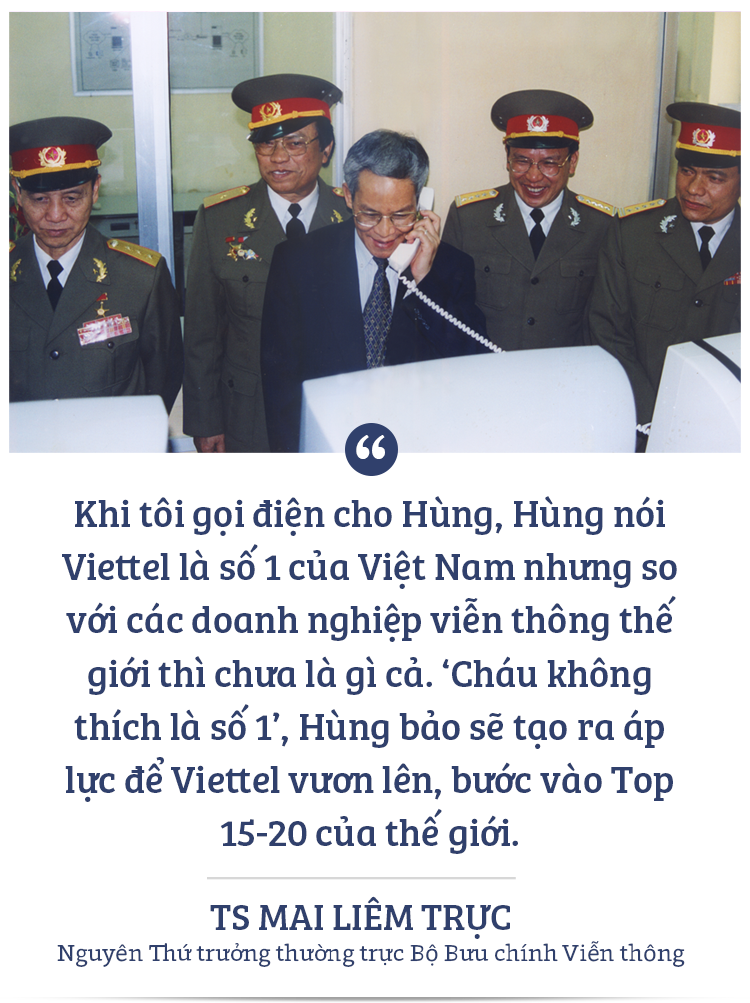 Khi tôi gọi điện cho Hùng, Hùng nói
Viettel là số 1 của Việt Nam nhưng so
với các doanh nghiệp viễn thông thế
giới thì chưa là gì cả. ‘Cháu không
thích là số 1’, Hùng bảo sẽ tạo ra áp
lực để Viettel vươn lên, bước vào Top
15-20 của thế giới.
TS MAI LIÊM TRỰC
Nguyên Thứ trưởng thường trực Bộ Bưu chính Viễn thông